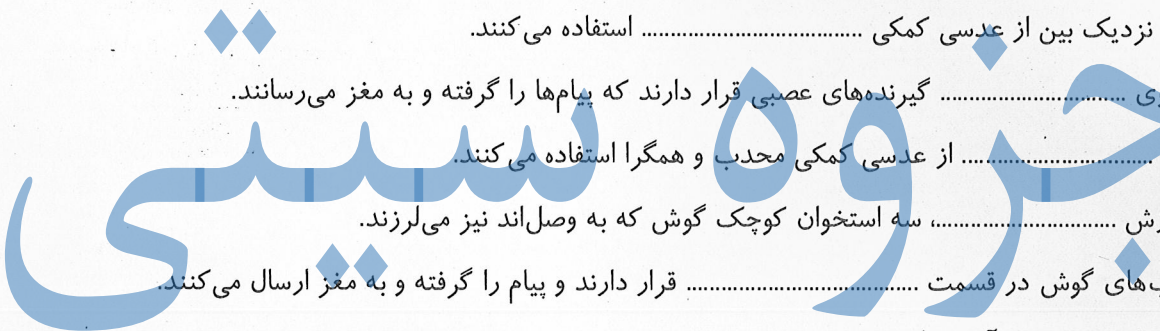 نزدیک بین از عدسی کمکی .................................... استفاده می‌کنند.
.............................. گیرنده‌های عصبی قرار دارند که پیام‌ها را گرفته و به مغز می‌رسانند.
.............................. از عدسی کمکی محدب و همگرا استفاده می‌کنند.
..............................، سه استخوان کوچک گوش که به وصل‌اند نیز می‌لرزند.
گوش در قسمت .................................... قرار دارند و پیام را گرفته و به مغز ارسال می‌کنند.
جزوه سیتی